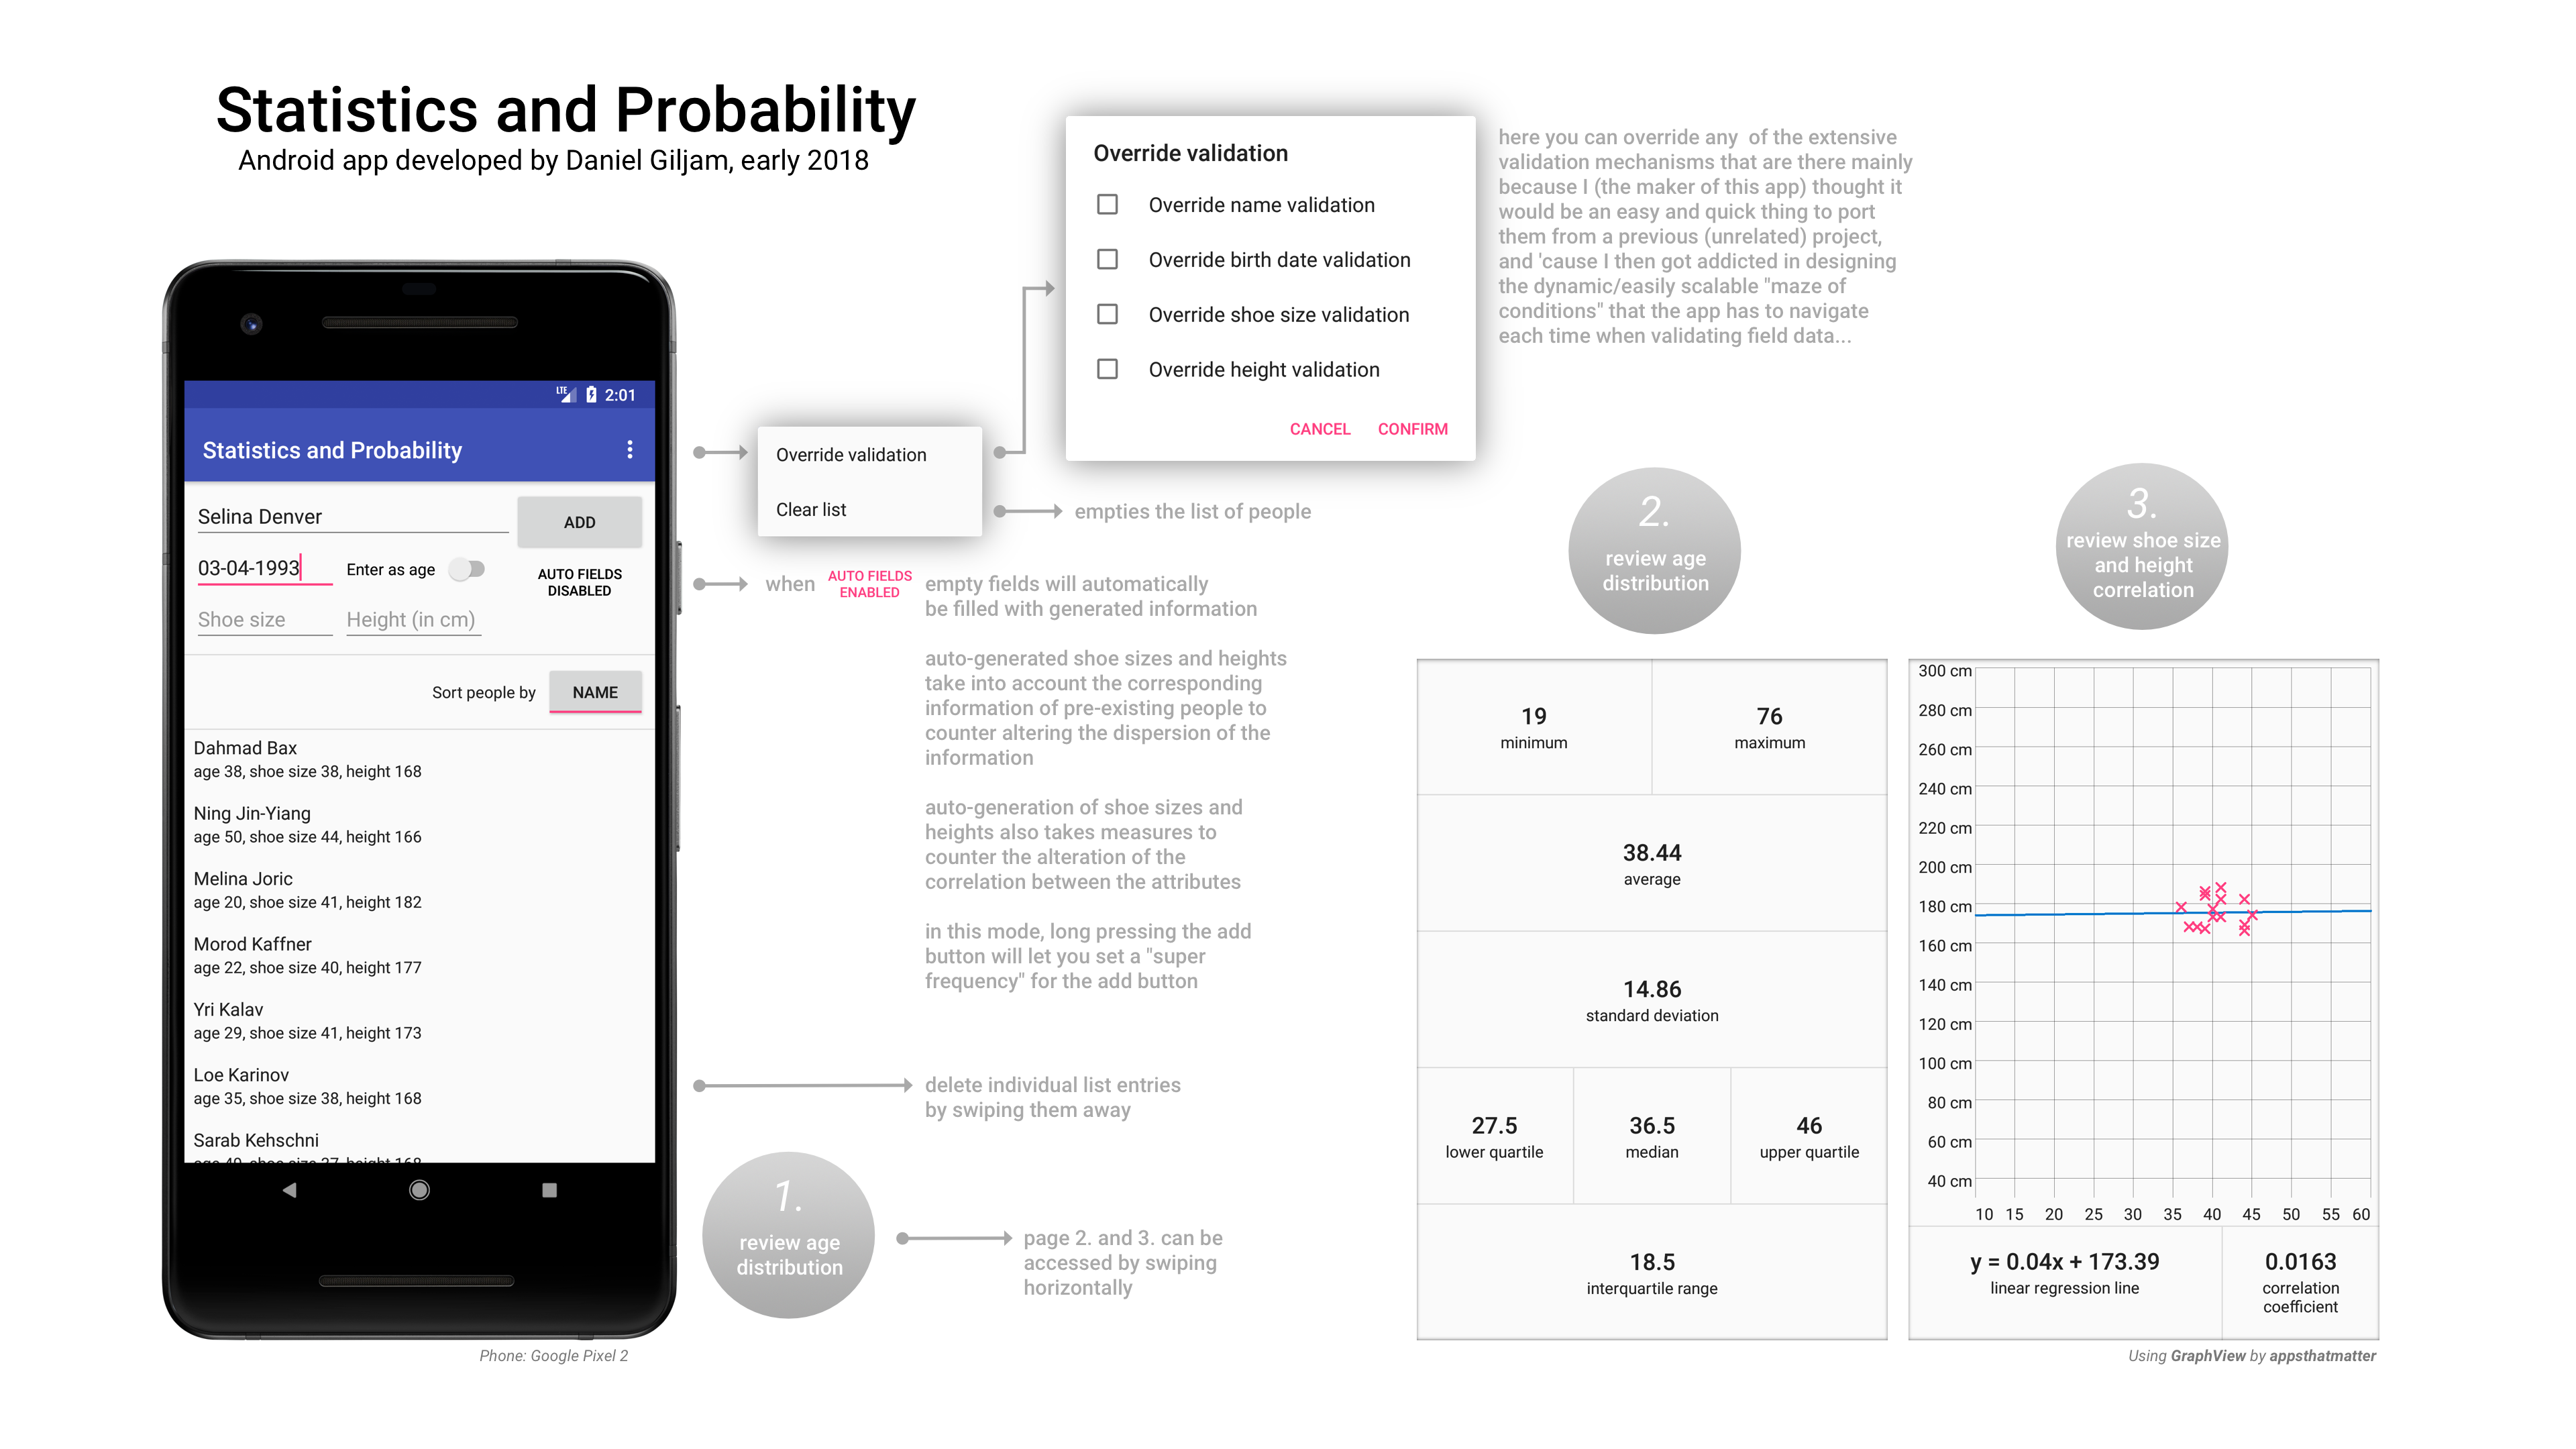 Statistics and Probability
Android app developed by Daniel Giljam, early 2018
LTE 2:01
Statistics and Probability
Selina Denver
ADD
03-04-1993
Enter as age
AUTO FIELDS
DISABLED
Shoe size
Height (in cm)
Sort people by
NAME
Dahmad Bax
age 38, shoe size 38, height 168
Ning Jin-Yiang
age 50, shoe size 44, height 166
Melina Joric
age 20, shoe size 41, height 182
Morod Kaffner
age 22, shoe size 40, height 177
Yri Kalav
age 29, shoe size 41, height 173
Loe Karinov
age 35, shoe size 38, height 168
Sarab Kehschni
Phone: Google Pixel 2
Override validation
Clear list
empties the list of people
Override validation
Override name validation
Override birth date validation
Override shoe size validation
Override height validation
CANCEL
CONFIRM
here you can override any  of the extensive
validation mechanisms that are there mainly
because I (the maker of this app) thought it
would be an easy and quick thing to port
them from a previous (unrelated) project,
and 'cause I then got addicted in designing
the dynamic/easily scalable "maze of
conditions" that the app has to navigate
each time when validating field data...
when
AUTO FIELDS
ENABLED
empty fields will automatically
be filled with generated information
auto-generated shoe sizes and heights
take into account the corresponding
information of pre-existing people to
counter altering the dispersion of the
information
auto-generation of shoe sizes and
heights also takes measures to
counter the alteration of the
correlation between the attributes
in this mode, long pressing the add
button will let you set a "super
frequency" for the add button
delete individual list entries
by swiping them away
1.
review age
distribution
page 2. and 3. can be
accessed by swiping
horizontally
2.
review age
distribution
19
minimum
76
maximum
38.44
average
14.86
standard deviation
27.5
lower quartile
36.5
median
46
upper quartile
18.5
interquartile range
3.
review shoe size
and height
correlation
300 cm
280 cm
260 cm
240 cm
220 cm
200 cm
180 cm
160 cm
140 cm
120 cm
100 cm
80 cm
60 cm
40 cm
10 15 20 25 30 35 40 45 50 55 60
y = 0.04x + 173.39
linear regression line
0.0163
correlation
coefficient
Using GraphView by appsthatmatter